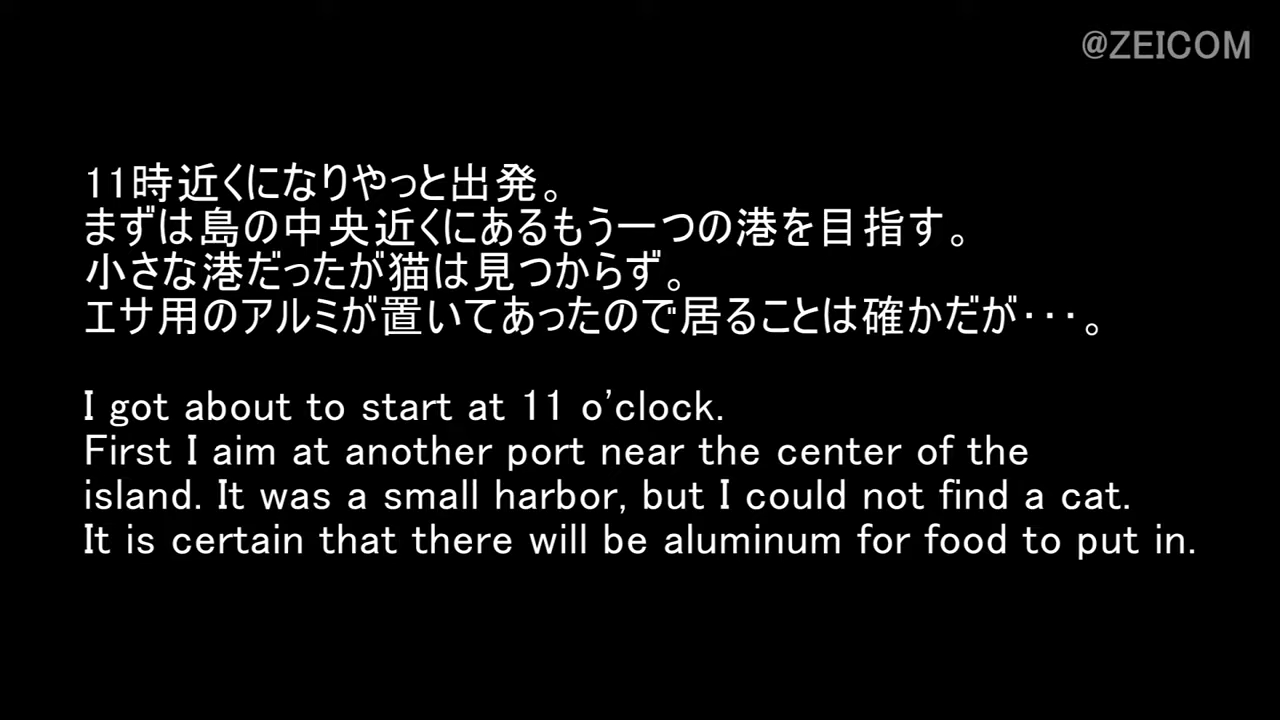 @ZEICOM
11時近くになりやっと出発。
まずは島の中央近くにあるもう一つの港を目指す。
小さな港だったが猫は見つからず。
エサ用のアルミが置いてあったので居ることは確かだが・・・。
I got about to start at 11 o'clock.
First I aim at another port near the center of the
island. It was a small harbor, but I could not find a cat.
It is certain that there will be aluminum for food to put in.